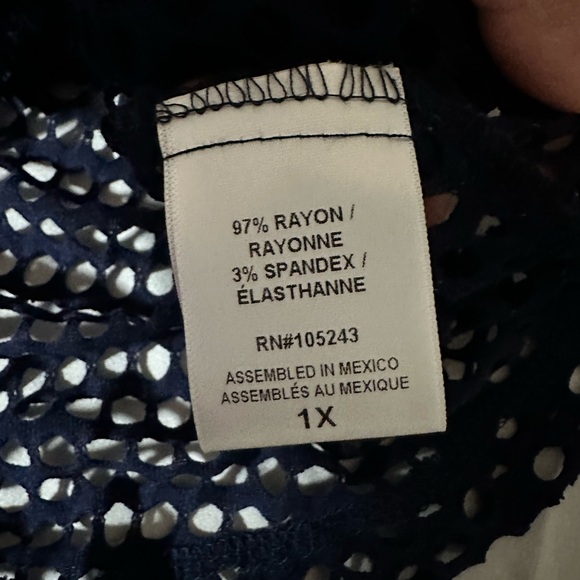 97% RAYON /
RAYONNE
3% SPANDEX /
ÉLASTHANNE
RN#105243
ASSEMBLED IN MEXICO
ASSEMBLÉS AU MEXIQUE
1X